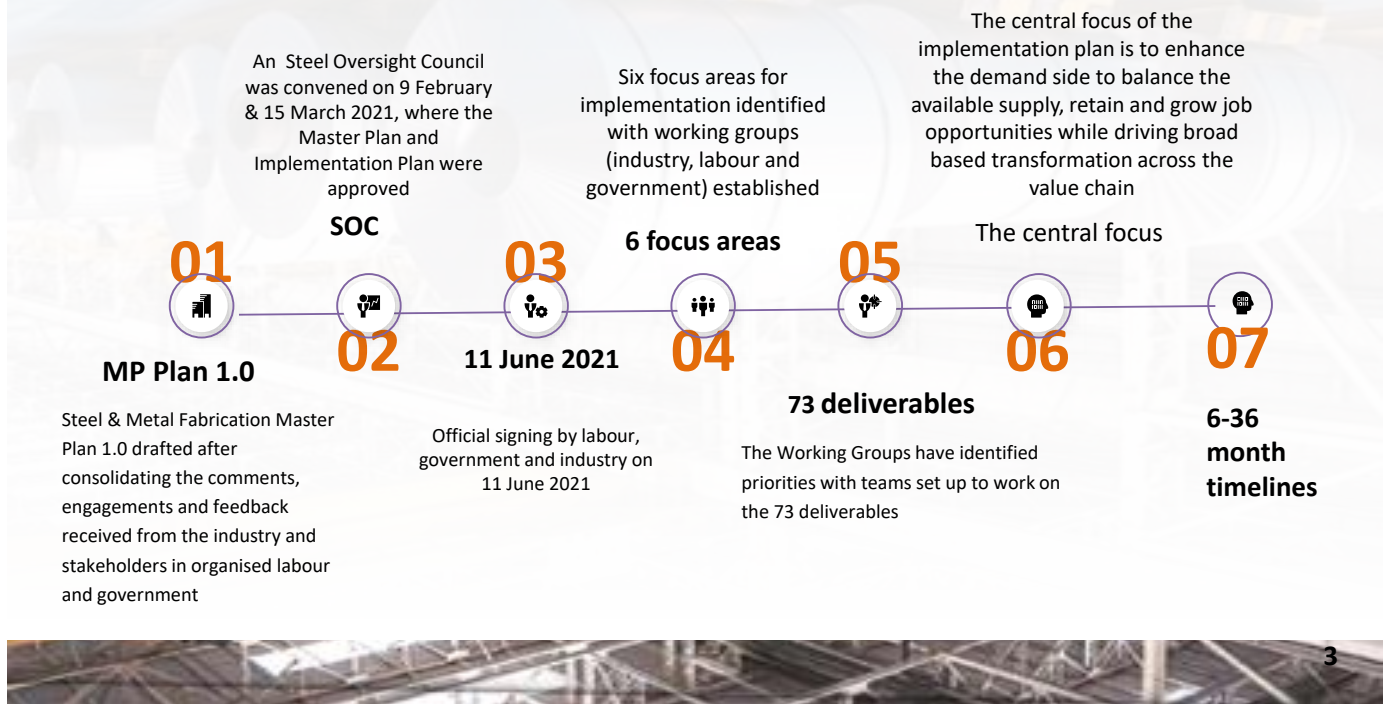 01
MP Plan 1.0
Steel & Metal Fabrication Master
Plan 1.0 drafted after
consolidating the comments,
engagements and feedback
received from the industry and
stakeholders in organised labour
and government
An Steel Oversight Council
was convened on 9 February
& 15 March 2021, where the
Master Plan and
Implementation Plan were
approved
SOC
02
03
11 June 2021
Official signing by labour,
government and industry on
11 June 2021
Six focus areas for
implementation identified
with working groups
(industry, labour and
government) established
6 focus areas
04
05
73 deliverables
The Working Groups have identified
priorities with teams set up to work on
the 73 deliverables
The central focus of the
implementation plan is to enhance
the demand side to balance the
available supply, retain and grow job
opportunities while driving broad
based transformation across the
value chain
The central focus
06
07
6-36
month
timelines
3